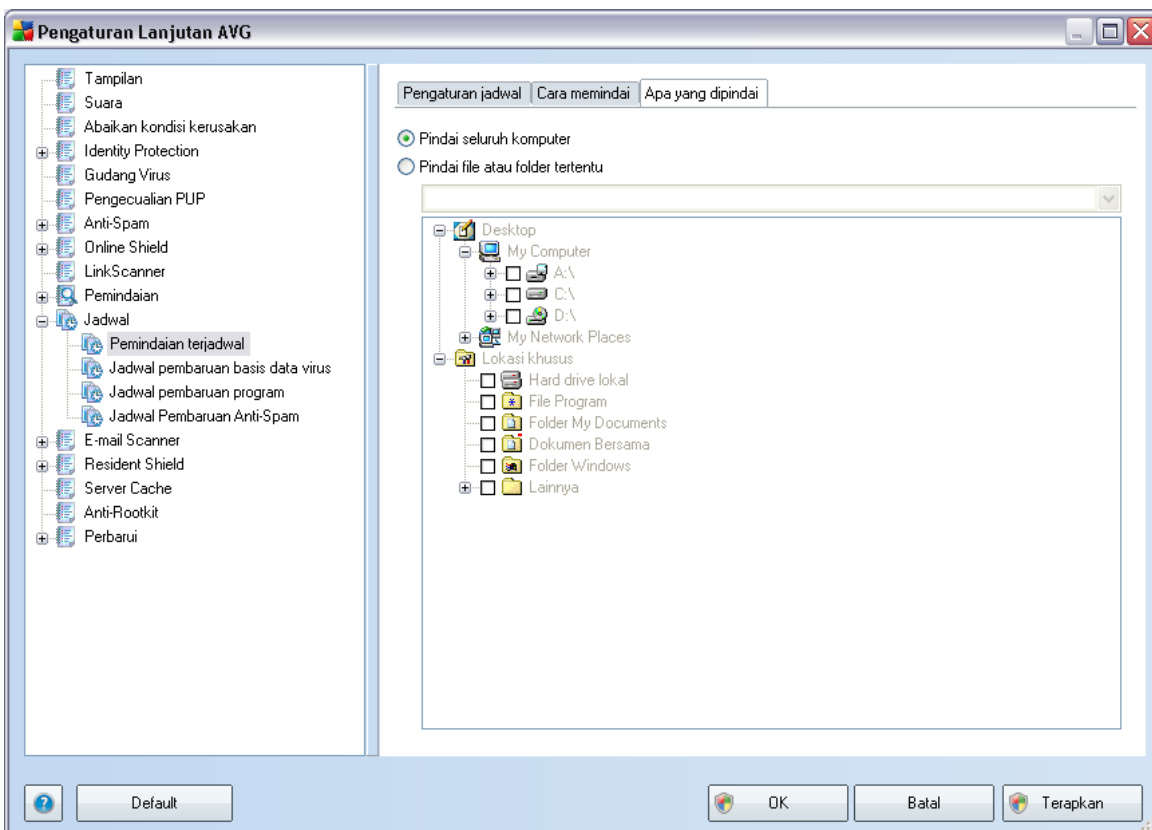 Pengaturan Lanjutan AVG
Tampilan
Suara
Abaikan kondisi kerusakan
Identity Protection
Gudang Virus
Pengecualian PUP
Anti-Spam
Online Shield
LinkScanner
Pemindaian
Jadwal
Pemindaian terjadwal
Jadwal pembaruan basis data virus
Jadwal pembaruan program
Jadwal Pembaruan Anti-Spam
E-mail Scanner
Resident Shield
Server Cache
Anti-Rootkit
Perbarui
Pengaturan jadwal Cara memindai Apa yang dipindai
Pindai seluruh komputer
Pindai file atau folder tertentu
Desktop
My Computer
A:\
C:\
D:\
My Network Places
Lokasi khusus
Hard drive lokal
File Program
Folder My Documents
Dokumen Bersama
Folder Windows
Lainnya
Default OK Batal Terapkan